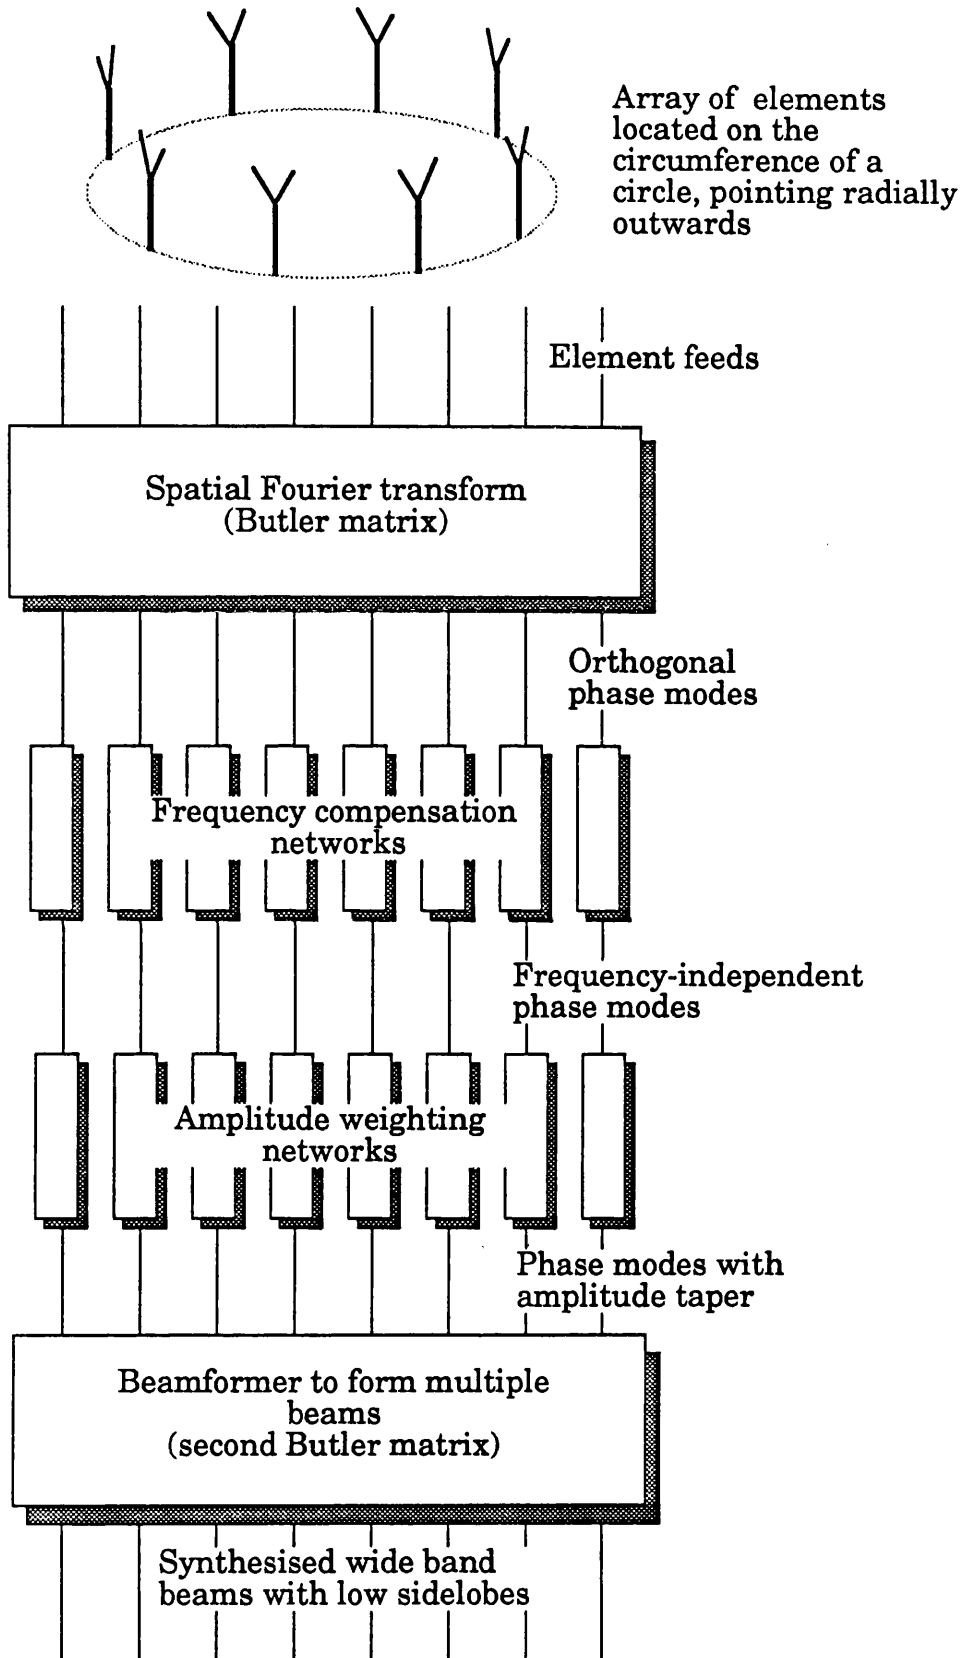 Array of elements
located on the
circumference of a
circle, pointing radially
outwards
Element feeds
Spatial Fourier transform
(Butler matrix)
Orthogonal
phase modes
Frequency compensation
networks
Frequency-independent
phase modes
Amplitude weighting
networks
Phase modes with
amplitude taper
Beamformer to form multiple
beams
(second Butler matrix)
Synthesised wide band
beams with low sidelobes